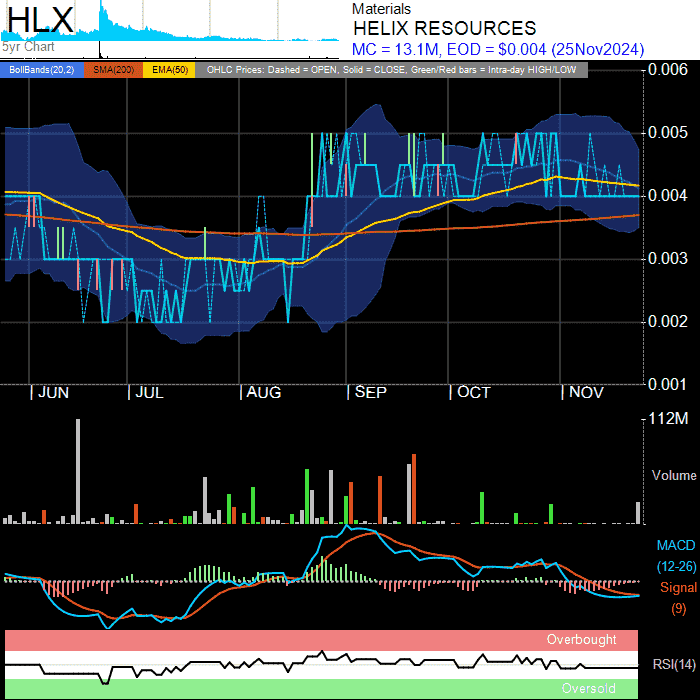 HLX
5yr Chart
Materials
HELIX RESOURCES
MC = 13.1M, EOD = $0.004 (25Nov2024)
BollBands(20,2) SMA(200) EMA(50) OHLC Prices: Dashed = OPEN, Solid = CLOSE, Green/Red bars = Intra-day HIGH/LOW
0.006
0.005
0.004
0.003
0.002
0.001
JUN JUL AUG SEP OCT NOV
112M
Volume
MACD
(12-26)
Signal
(9)
Overbought
RSI(14)
Oversold